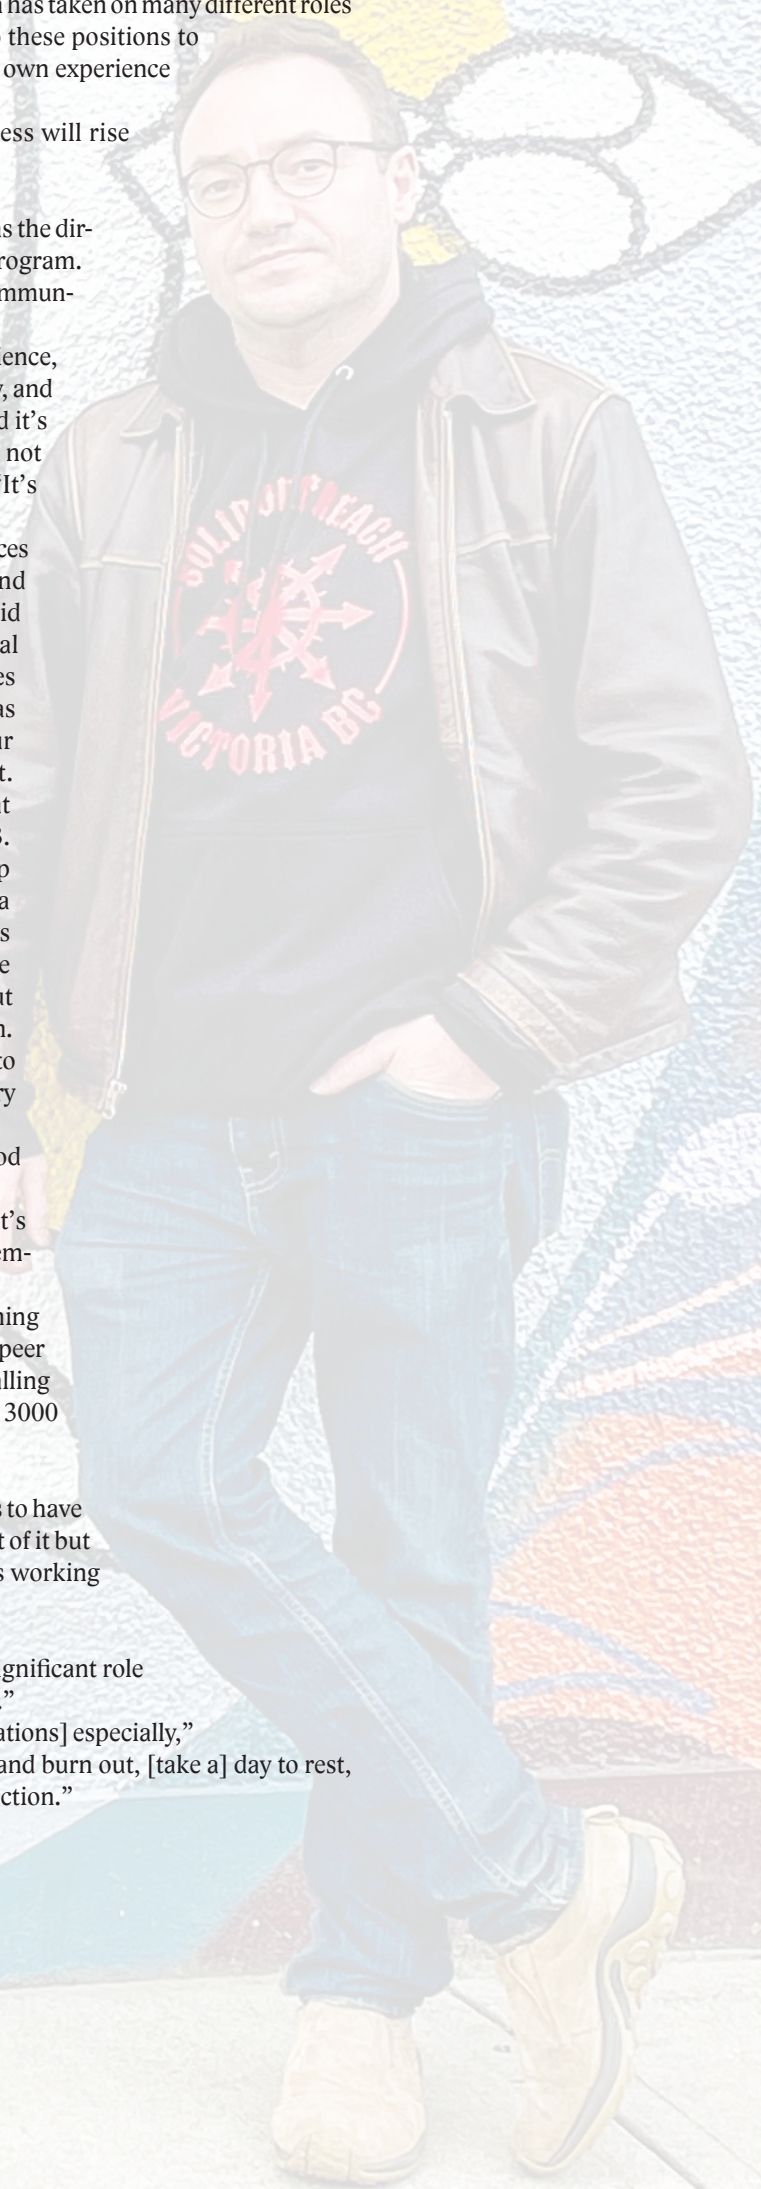 has taken on many different roles
these positions to
own experience
ess will rise
s the dir-
rogram.
mmun-
ience,
, and
d it's
not
It's
ces
nd
id
al
es
as
ur
t.
t
.
p
a
s
e
ut
n.
to
ry
od
t's
em-
ning
peer
lling
3000
s to have
t of it but
s working
gnificant role
.”
ations] especially,”
and burn out, [take a] day to rest,
ction.”
SOLID OUTREACH
VICTORIA BC